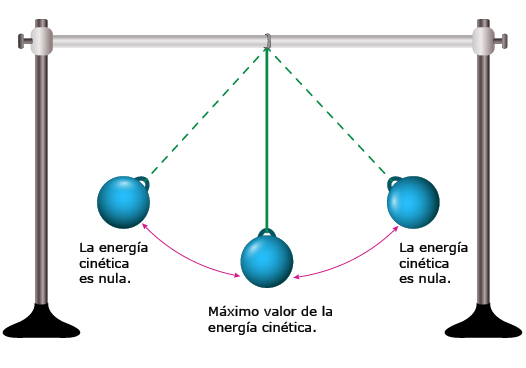 La energía
cinética
es nula.
Máximo valor de la
energía cinética.
La energía
cinética
es nula.